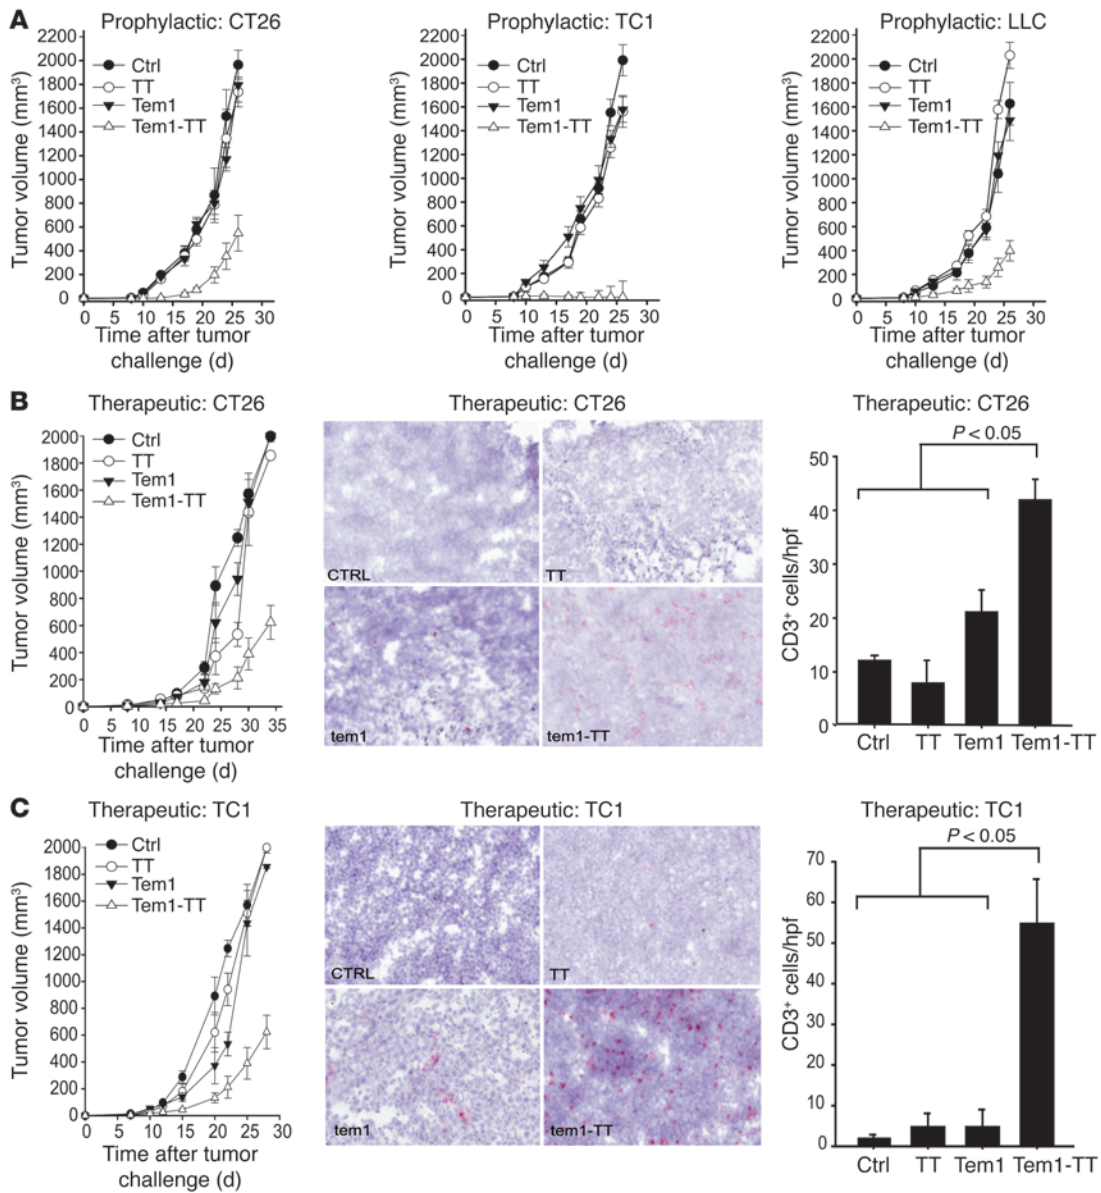 A
Prophylactic: CT26
Tumor volume (mm³)
2200
2000
1800
1600
1400
1200
1000
800
600
400
200
0
Ctrl
TT
Tem1
Tem1-TT
0 5 10 15 20 25 30
Time after tumor
challenge (d)
Prophylactic: TC1
Tumor volume (mm³)
2200
2000
1800
1600
1400
1200
1000
800
600
400
200
0
Ctrl
TT
Tem1
Tem1-TT
0 5 10 15 20 25 30
Time after tumor
challenge (d)
Prophylactic: LLC
Tumor volume (mm³)
2200
2000
1800
1600
1400
1200
1000
800
600
400
200
0
Ctrl
TT
Tem1
Tem1-TT
0 5 10 15 20 25 30
Time after tumor
challenge (d)
B
Therapeutic: CT26
Tumor volume (mm³)
2000
1800
1600
1400
1200
1000
800
600
400
200
0
Ctrl
TT
Tem1
Tem1-TT
0 5 10 15 20 25 30 35
Time after tumor
challenge (d)
Therapeutic: CT26
CTRL
TT
tem1
tem1-TT
Therapeutic: CT26
P < 0.05
CD3⁺ cells/hpf
50
40
30
20
10
0
Ctrl TT Tem1 Tem1-TT
C
Therapeutic: TC1
Tumor volume (mm³)
2000
1800
1600
1400
1200
1000
800
600
400
200
0
Ctrl
TT
Tem1
Tem1-TT
0 5 10 15 20 25 30
Time after tumor
challenge (d)
Therapeutic: TC1
CTRL
TT
tem1
tem1-TT
Therapeutic: TC1
P < 0.05
CD3⁺ cells/hpf
70
60
50
40
30
20
10
0
Ctrl TT Tem1 Tem1-TT